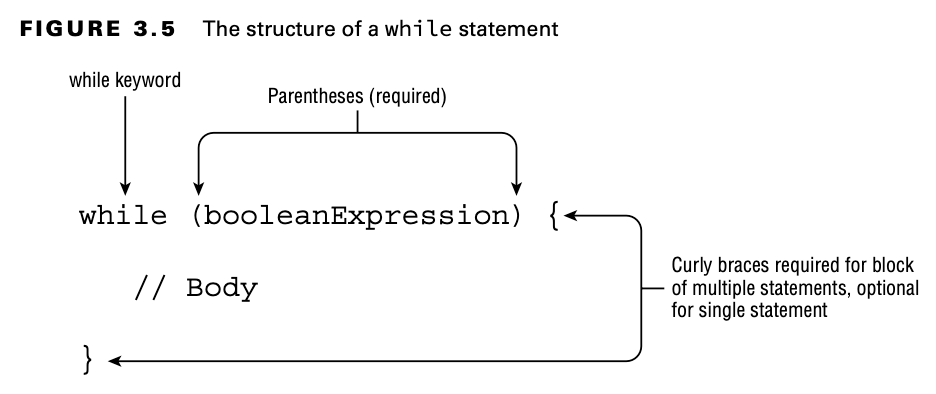 FIGURE 3.5 The structure of a while statement
while keyword
Parentheses (required)
while (booleanExpression) {
// Body
Curly braces required for block
of multiple statements, optional
for single statement
}